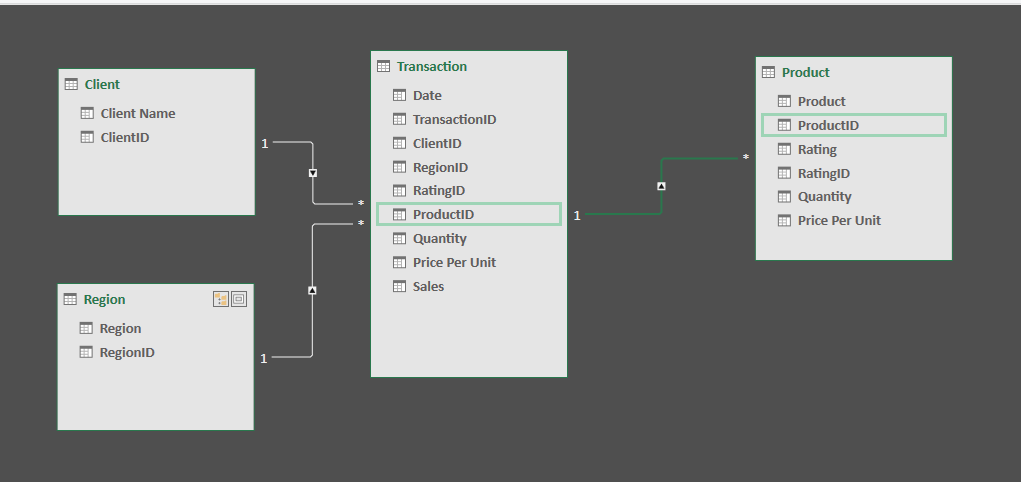 Client
Client Name
ClientID
1
*
Transaction
Date
TransactionID
ClientID
RegionID
RatingID
ProductID
Quantity
Price Per Unit
Sales
Region
Region
RegionID
1
*
1
*
Product
Product
ProductID
Rating
RatingID
Quantity
Price Per Unit